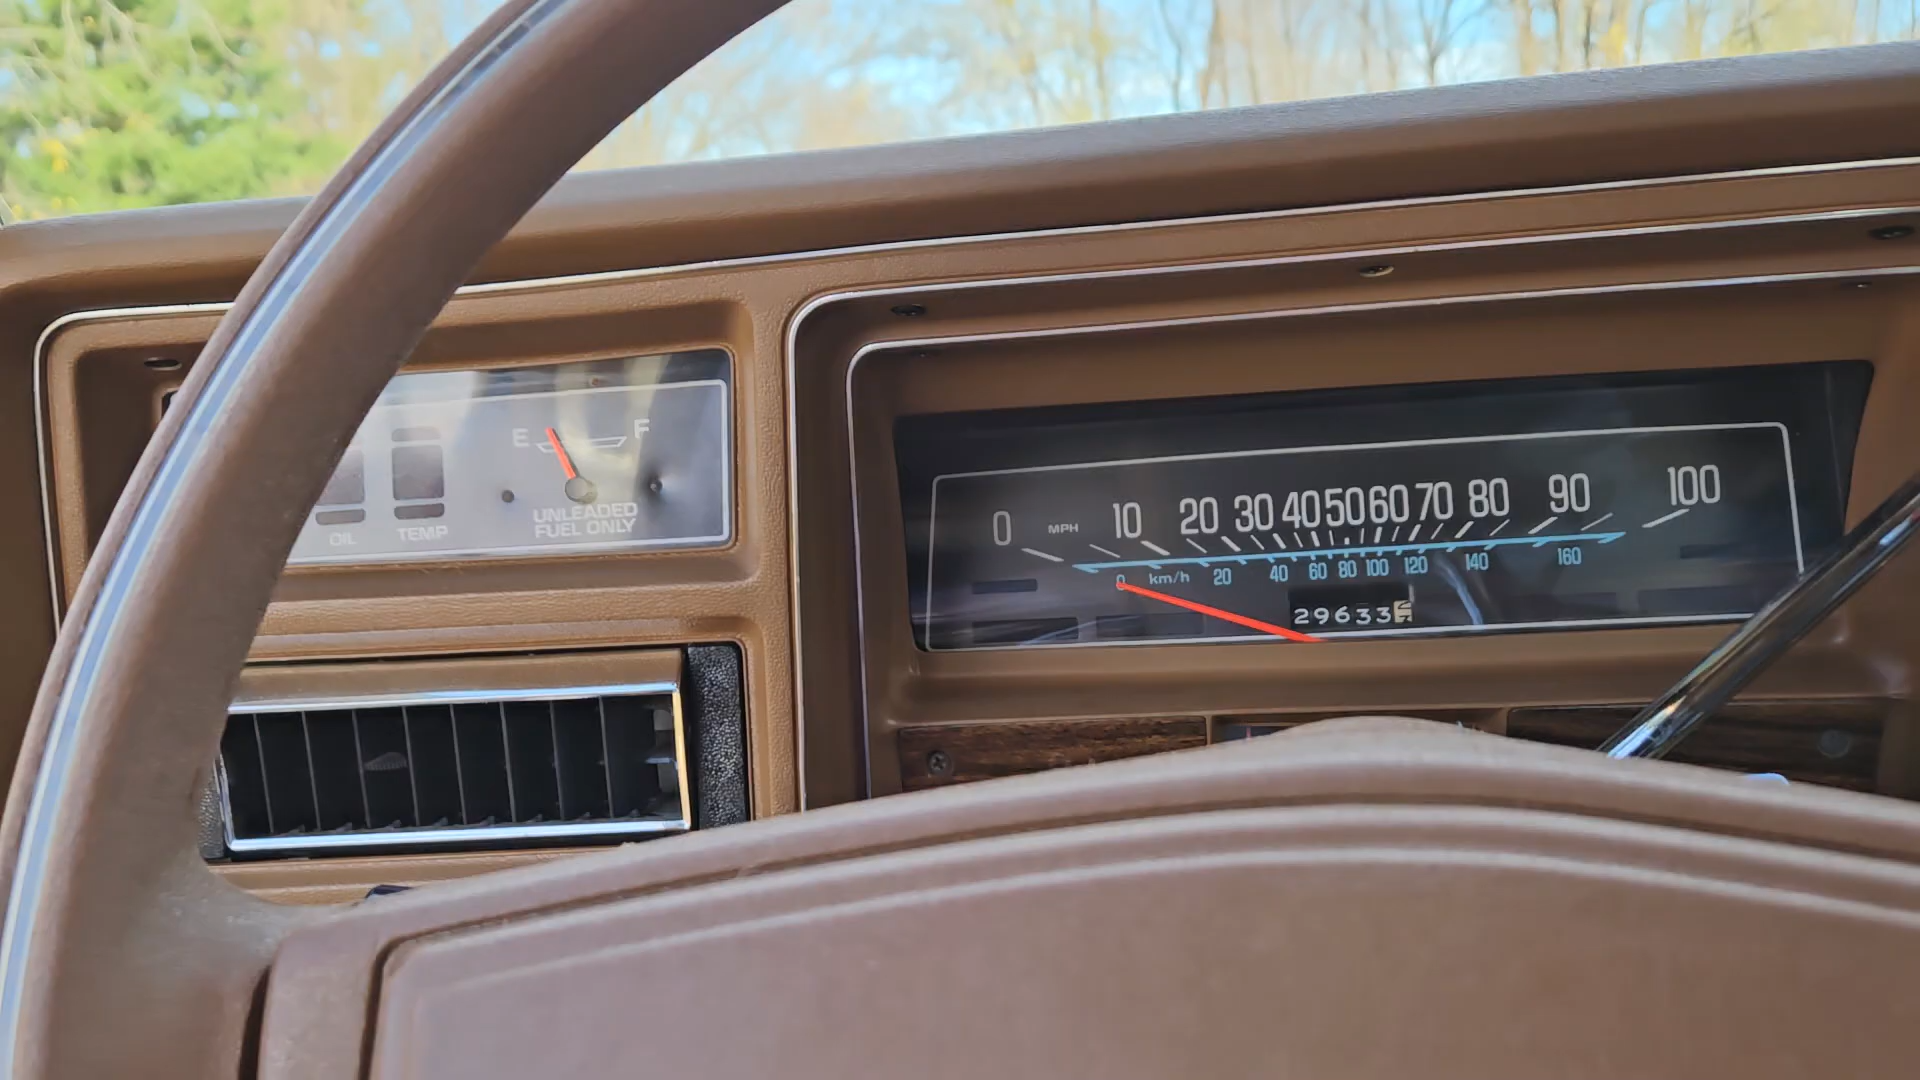 E F
OIL TEMP UNLEADED
FUEL ONLY
0 MPH 10 20 30 40 50 60 70 80 90 100
0 km/h 20 40 60 80 100 120 140 160
29633